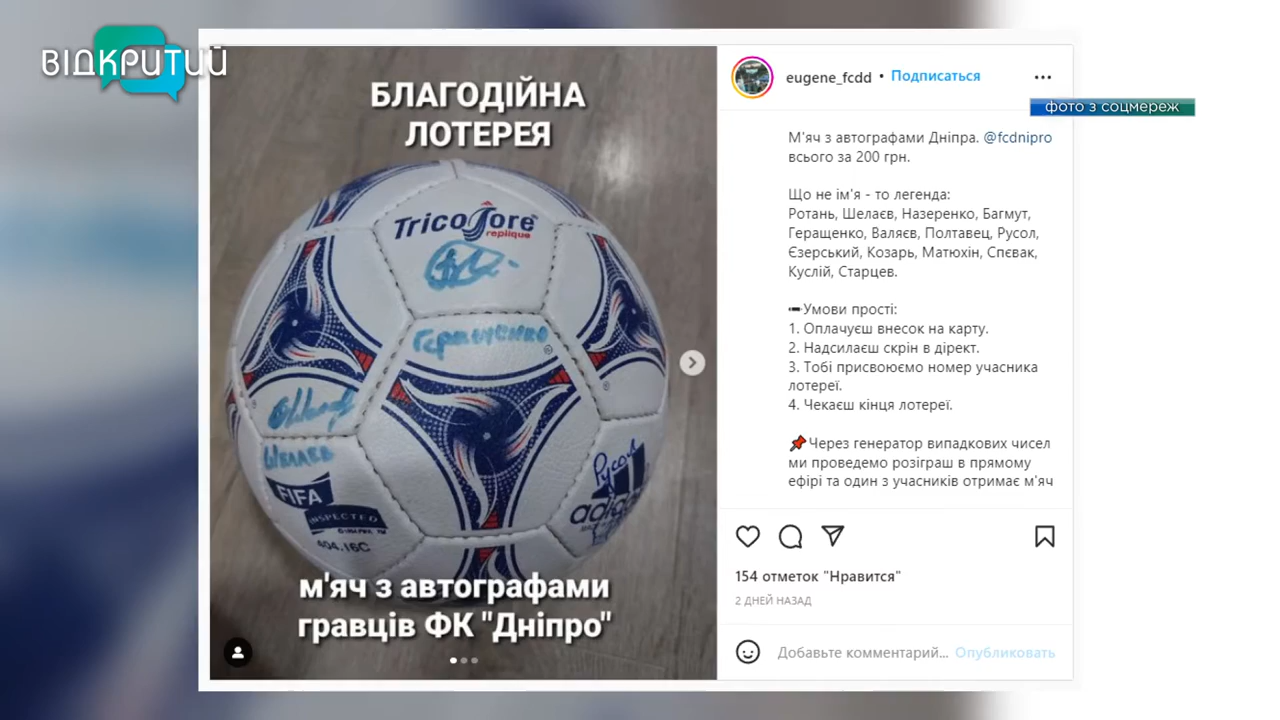 ВІДКРИТИЙ
фото з соцмереж
БЛАГОДІЙНА
ЛОТЕРЕЯ
Tricolore
replique
Геращенко
Шелаєв
FIFA
INSPECTED
404.16C
Русол
adidas
м'яч з автографами
гравців ФК "Дніпро"
eugene_fcdd • Подписаться
М'яч з автографами Дніпра. @fcdnipro
всього за 200 грн.
Що не ім'я - то легенда:
Ротань, Шелаєв, Назеренко, Багмут,
Геращенко, Валяєв, Полтавец, Русол,
Єзерський, Козарь, Матюхін, Спєвак,
Куслій, Старцев.
Умови прості:
1. Оплачуєш внесок на карту.
2. Надсилаєш скрін в дірект.
3. Тобі присвоюємо номер учасника
лотереї.
4. Чекаєш кінця лотереї.
Через генератор випадкових чисел
ми проведемо розіграш в прямому
ефірі та один з учасників отримає м'яч
154 отметок "Нравится"
2 ДНЕЙ НАЗАД
Добавьте комментарий... Опубликовать